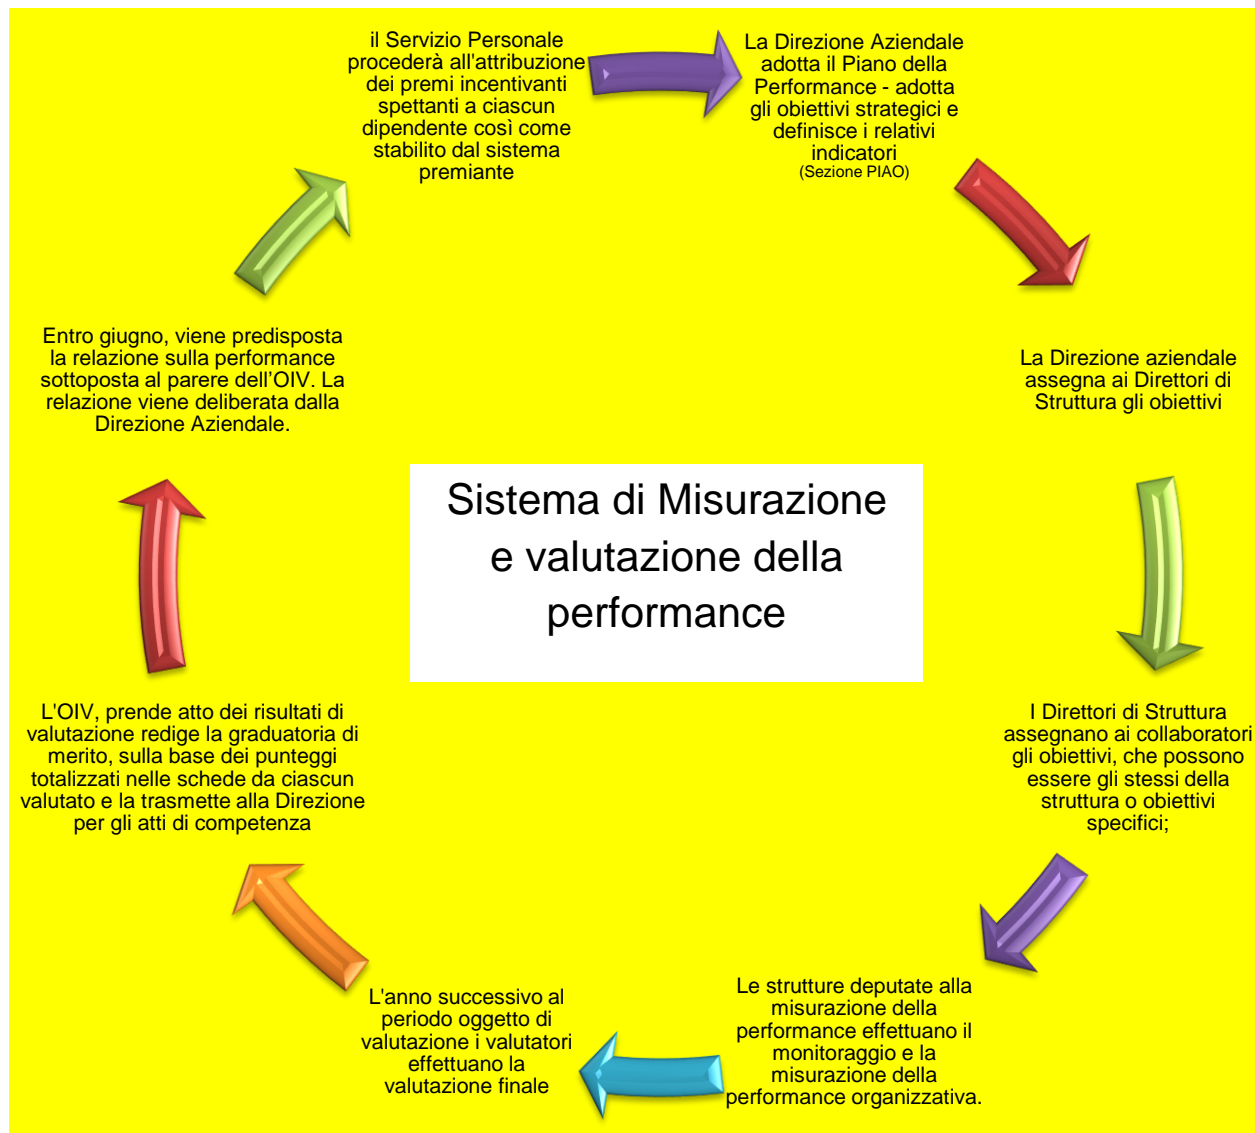 il Servizio Personale
procederà all'attribuzione
dei premi incentivanti
spettanti a ciascun
dipendente così come
stabilito dal sistema
premiante
La Direzione Aziendale
adotta il Piano della
Performance - adotta
gli obiettivi strategici e
definisce i relativi
indicatori
(Sezione PIAO)
La Direzione aziendale
assegna ai Direttori di
Struttura gli obiettivi
I Direttori di Struttura
assegnano ai collaboratori
gli obiettivi, che possono
essere gli stessi della
struttura o obiettivi
specifici;
Le strutture deputate alla
misurazione della
performance effettuano il
monitoraggio e la
misurazione della
performance organizzativa.
L'anno successivo al
periodo oggetto di
valutazione i valutatori
effettuano la
valutazione finale
L'OIV, prende atto dei risultati di
valutazione redige la graduatoria di
merito, sulla base dei punteggi
totalizzati nelle schede da ciascun
valutato e la trasmette alla Direzione
per gli atti di competenza
Entro giugno, viene predisposta
la relazione sulla performance
sottoposta al parere dell’OIV. La
relazione viene deliberata dalla
Direzione Aziendale.
Sistema di Misurazione
e valutazione della
performance